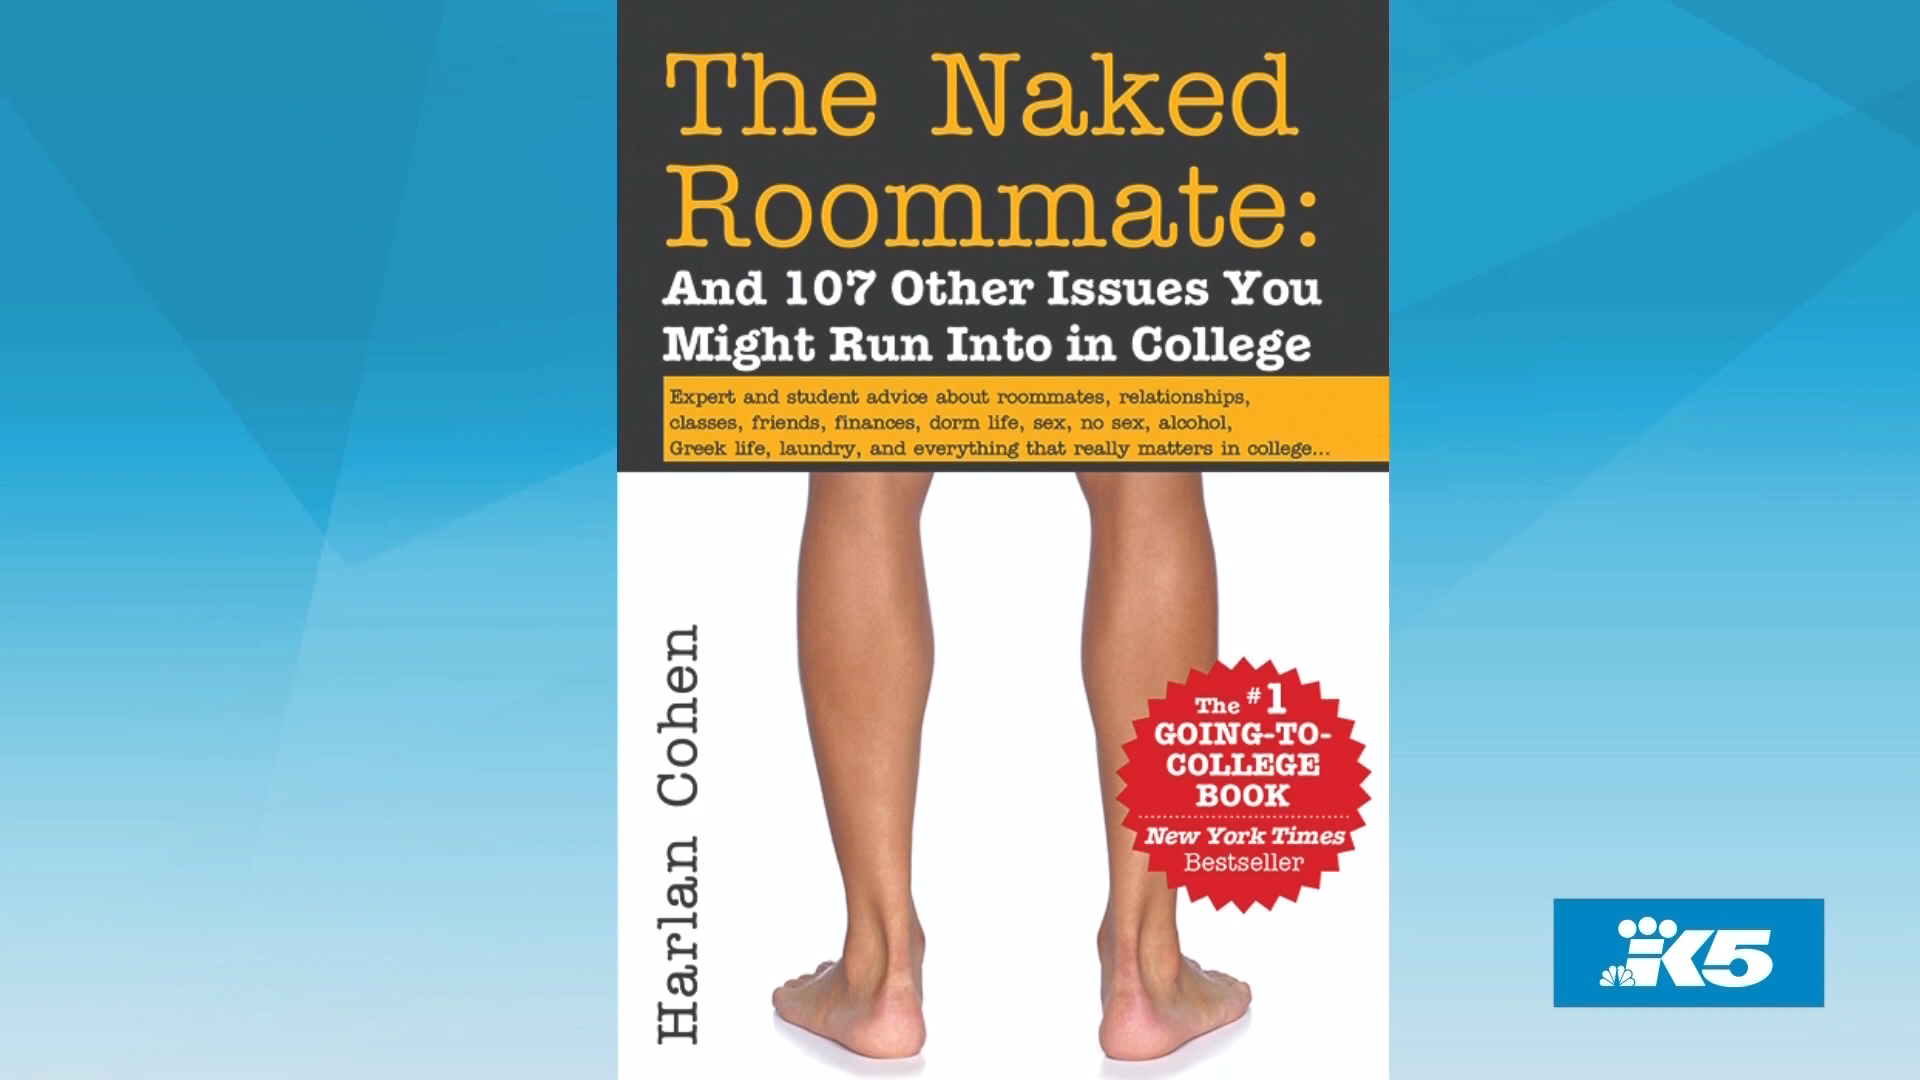 The Naked
Roommate:
And 107 Other Issues You
Might Run Into in College
Expert and student advice about roommates, relationships,
classes, friends, finances, dorm life, sex, no sex, alcohol,
Greek life, laundry, and everything that really matters in college...
Harlan Cohen
The #1
GOING-TO-
COLLEGE
BOOK
New York Times
Bestseller
K5